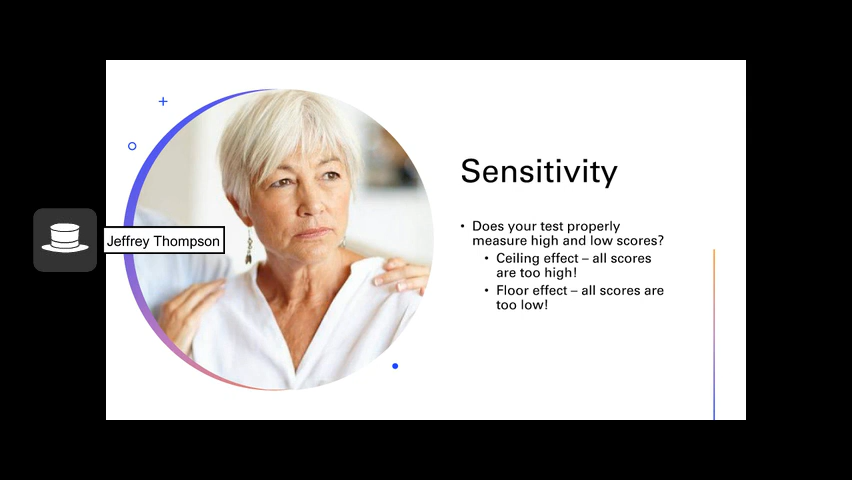 Sensitivity
Jeffrey Thompson
• Does your test properly
measure high and low scores?
• Ceiling effect – all scores
are too high!
• Floor effect – all scores are
too low!